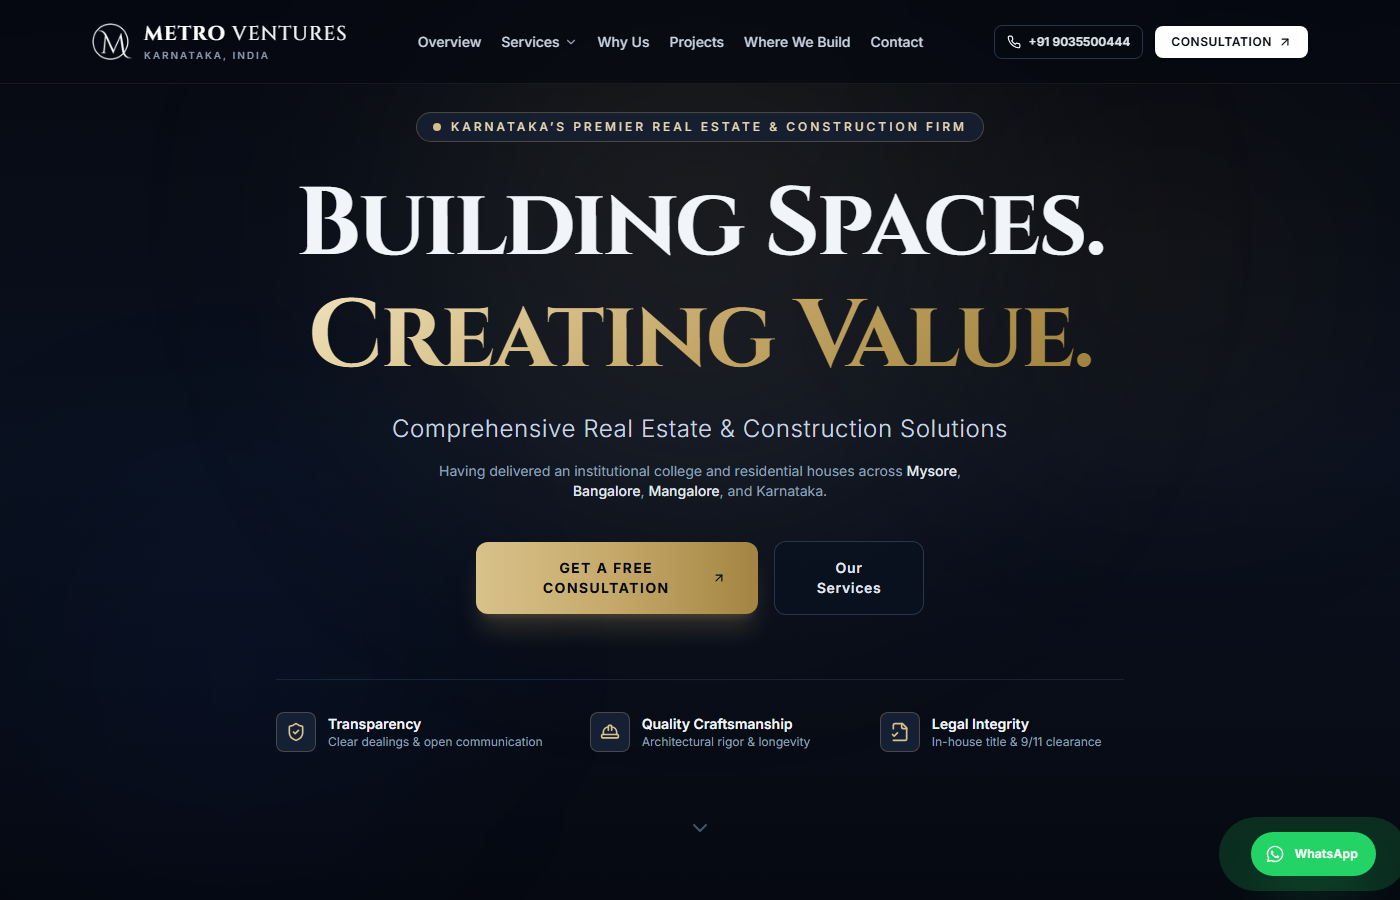 METRO VENTURES
KARNATAKA, INDIA
Overview
Services
Why Us
Projects
Where We Build
Contact
+91 9035500444
CONSULTATION
KARNATAKA'S PREMIER REAL ESTATE & CONSTRUCTION FIRM
BUILDING SPACES.
CREATING VALUE.
Comprehensive Real Estate & Construction Solutions
Having delivered an institutional college and residential houses across Mysore,
Bangalore, Mangalore, and Karnataka.
GET A FREE
CONSULTATION
Our
Services
Transparency
Clear dealings & open communication
Quality Craftsmanship
Architectural rigor & longevity
Legal Integrity
In-house title & 9/11 clearance
WhatsApp